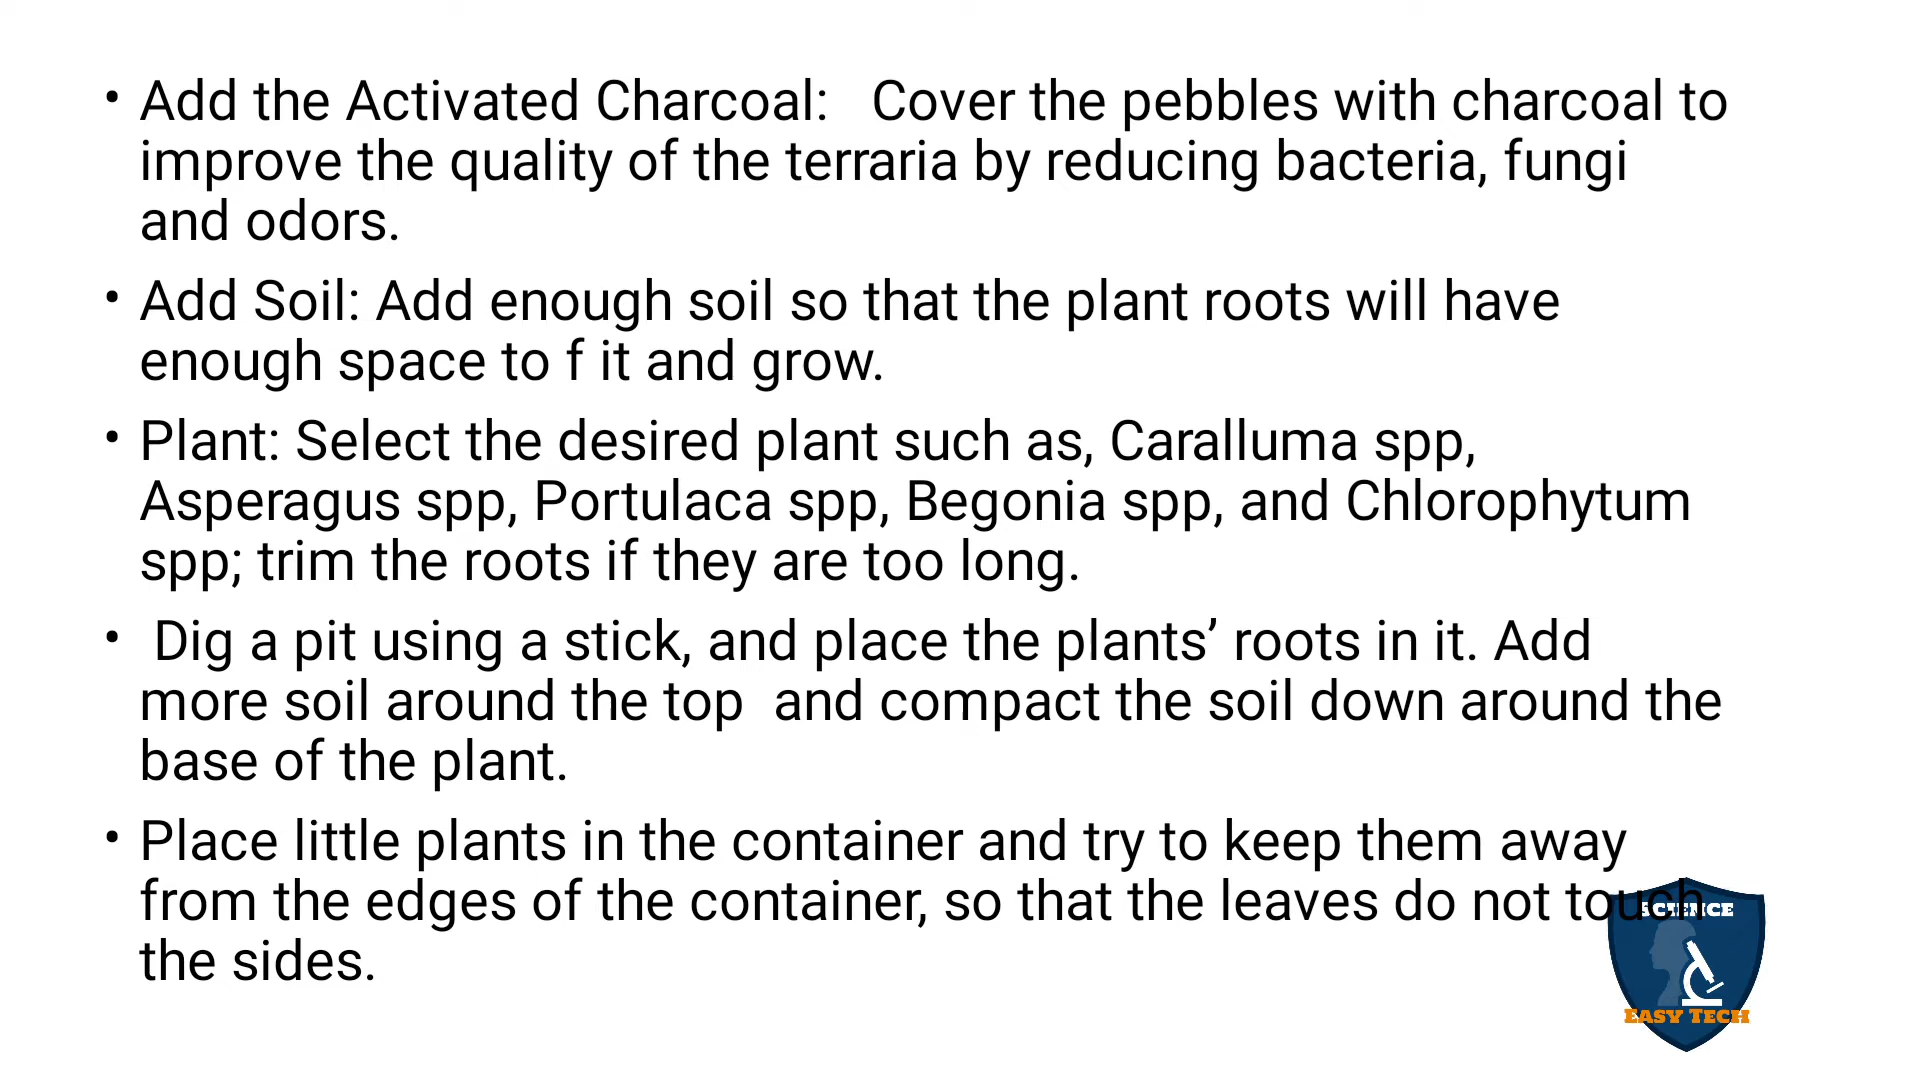 • Add the Activated Charcoal:   Cover the pebbles with charcoal to
improve the quality of the terraria by reducing bacteria, fungi
and odors.
• Add Soil: Add enough soil so that the plant roots will have
enough space to f it and grow.
• Plant: Select the desired plant such as, Caralluma spp,
Asperagus spp, Portulaca spp, Begonia spp, and Chlorophytum
spp; trim the roots if they are too long.
•  Dig a pit using a stick, and place the plants’ roots in it. Add
more soil around the top  and compact the soil down around the
base of the plant.
• Place little plants in the container and try to keep them away
from the edges of the container, so that the leaves do not touch
the sides.
SCIENCE
EASY TECH